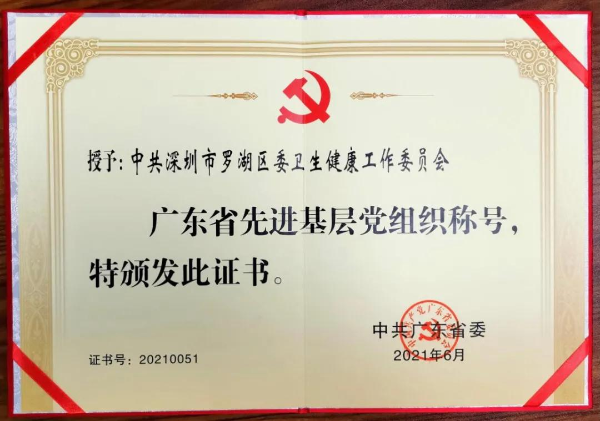 授予：中共深圳市罗湖区委卫生健康工作委员会
广东省先进基层党组织称号，
特颁发此证书。
中共广东省委
2021年6月
证书号：20210051